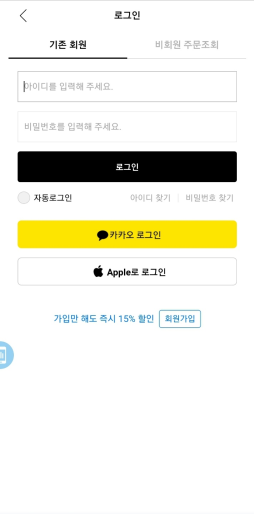 로그인
기존 회원 비회원 주문조회
아이디를 입력해 주세요.
비밀번호를 입력해 주세요.
로그인
자동로그인 아이디 찾기 비밀번호 찾기
카카오 로그인
Apple로 로그인
가입만 해도 즉시 15% 할인 회원가입